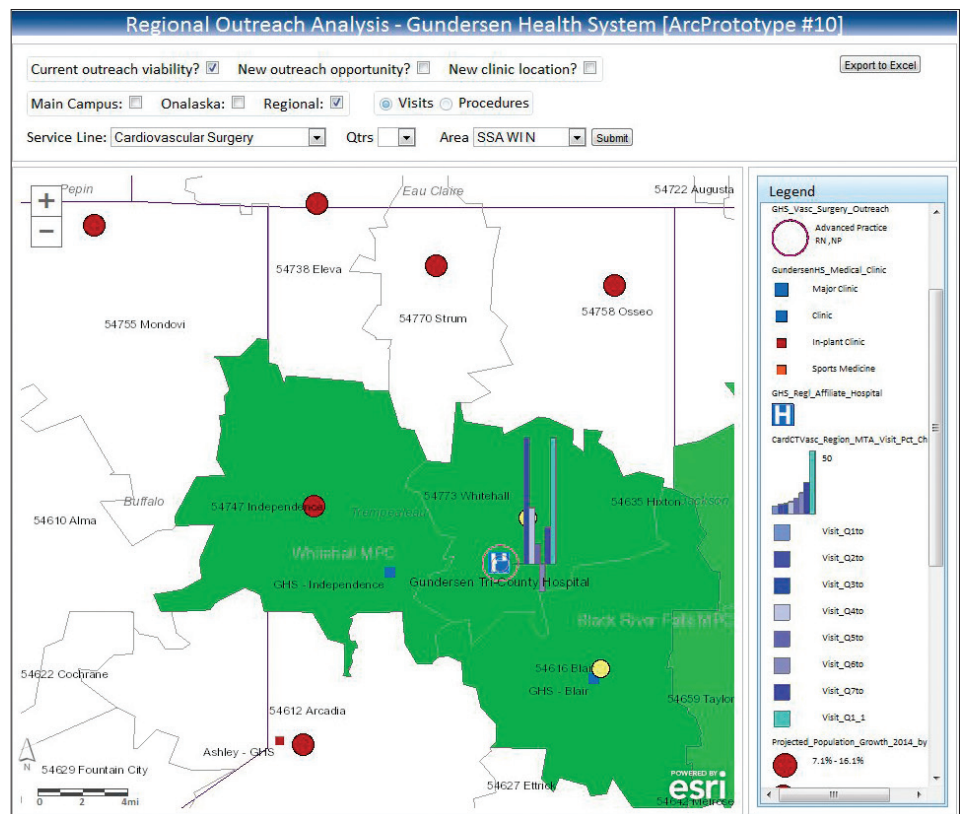 Regional Outreach Analysis - Gundersen Health System [ArcPrototype #10]
Current outreach viability? New outreach opportunity? New clinic location?
Export to Excel
Main Campus: Onalaska: Regional: Visits Procedures
Service Line: Cardiovascular Surgery Qtrs Area SSA WI N Submit
+
−
Pepin
Eau Claire
54722 Augusta
54738 Eleva
54755 Mondovi
54770 Strum
54758 Osseo
Buffalo
54610 Alma
54747 Independence
Trempealeau
54773 Whitehall
54635 Hixton
Jackson
Whitehall MPC
GHS - Independence
Gundersen Tri-County Hospital
Black River Falls MPC
54616 Blair
GHS - Blair
54659 Taylor
54622 Cochrane
54612 Arcadia
Ashley - GHS
54629 Fountain City
54627 Ettrick
54642 Melrose
N
0 2 4mi
POWERED BY
esri
Legend
GHS_Vasc_Surgery_Outreach
Advanced Practice
RN ,NP
GundersenHS_Medical_Clinic
Major Clinic
Clinic
In-plant Clinic
Sports Medicine
GHS_Regl_Affiliate_Hospital
H
CardCTVasc_Region_MTA_Visit_Pct_Ch
50
Visit_Q1to
Visit_Q2to
Visit_Q3to
Visit_Q4to
Visit_Q5to
Visit_Q6to
Visit_Q7to
Visit_Q1_1
Projected_Population_Growth_2014_by
7.1% - 16.1%